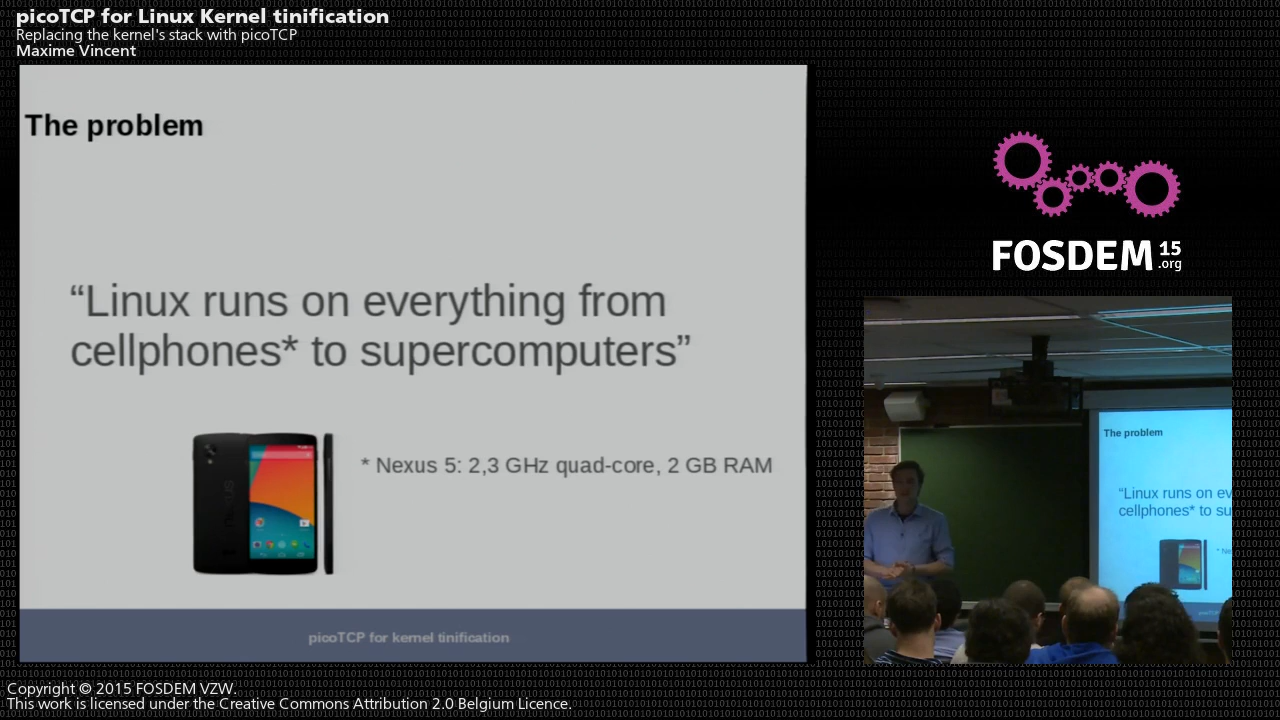 picoTCP for Linux Kernel tinification
Replacing the kernel's stack with picoTCP
Maxime Vincent
The problem
“Linux runs on everything from
cellphones* to supercomputers”
* Nexus 5: 2,3 GHz quad-core, 2 GB RAM
picoTCP for kernel tinification
FOSDEM 15
.org
The problem
“Linux runs on ev
cellphones* to su
Copyright © 2015 FOSDEM VZW.
This work is licensed under the Creative Commons Attribution 2.0 Belgium Licence.